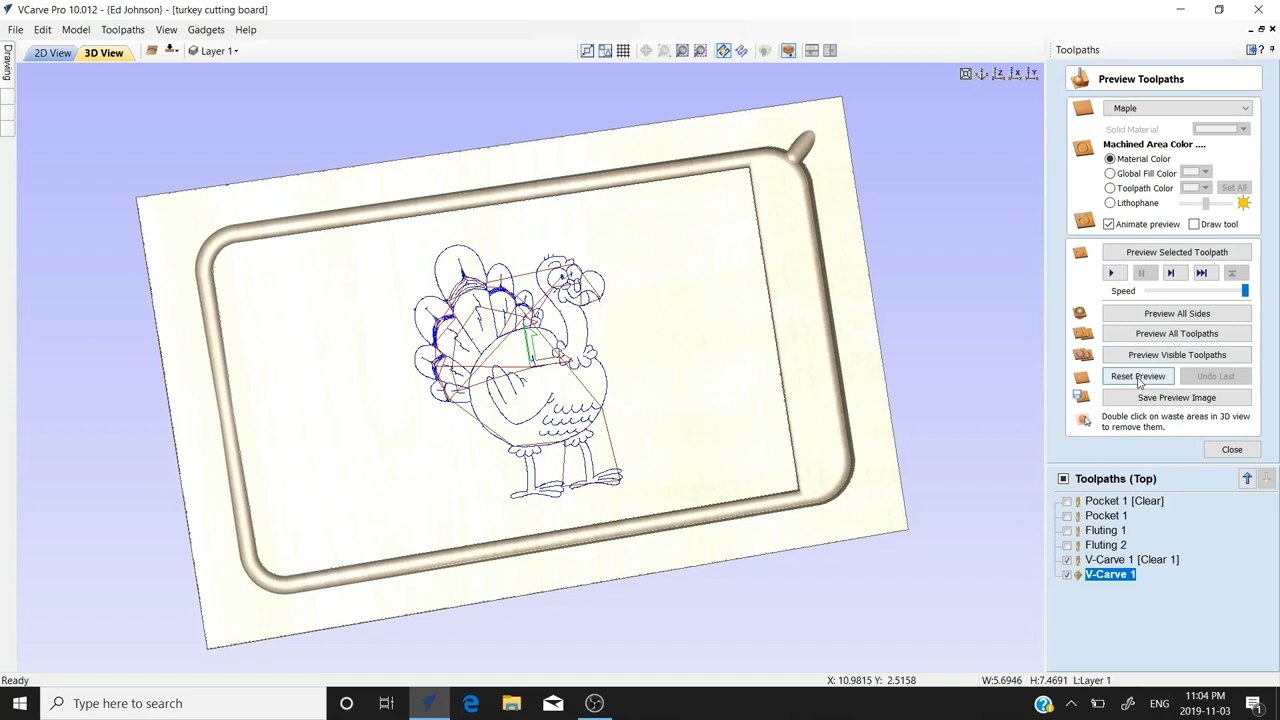 VCarve Pro 10.012 - {Ed Johnson} - [turkey cutting board]
File Edit Model Toolpaths View Gadgets Help
Layer 1
2D View 3D View
Drawing
Toolpaths
Preview Toolpaths
Maple
Solid Material
Machined Area Color ....
Material Color
Global Fill Color
Toolpath Color Set All
Lithophane
Animate preview Draw tool
Preview Selected Toolpath
Speed
Preview All Sides
Preview All Toolpaths
Preview Visible Toolpaths
Reset Preview Undo Last
Save Preview Image
Double click on waste areas in 3D view
to remove them.
Close
Toolpaths (Top)
Pocket 1 [Clear]
Pocket 1
Fluting 1
Fluting 2
V-Carve 1 [Clear 1]
V-Carve 1
Ready X: 10.9815 Y: 2.5158 W:5.6946 H:7.4691 L:Layer 1
Type here to search
ENG
11:04 PM
2019-11-03